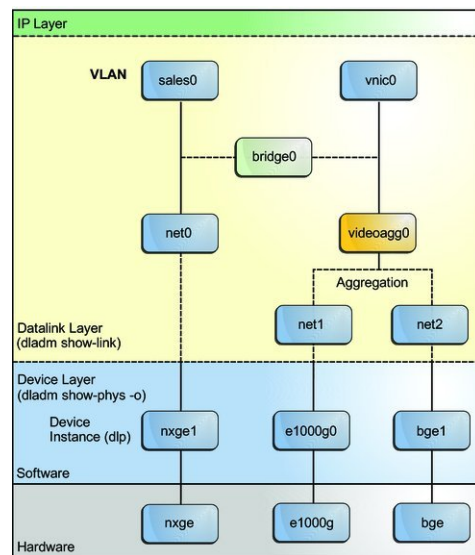 IP Layer
VLAN
sales0
vnic0
bridge0
net0
videoagg0
Aggregation
net1
net2
Datalink Layer
(dladm show-link)
Device Layer
(dladm show-phys -o)
Device
Instance (dlp)
nxge1
e1000g0
bge1
Software
nxge
e1000g
bge
Hardware